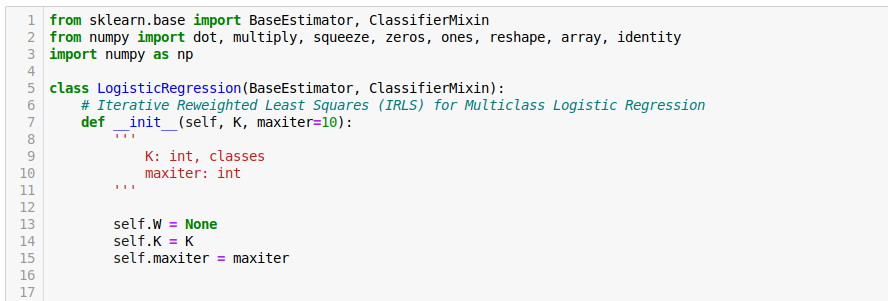 1 from sklearn.base import BaseEstimator, ClassifierMixin
2 from numpy import dot, multiply, squeeze, zeros, ones, reshape, array, identity
3 import numpy as np
4
5 class LogisticRegression(BaseEstimator, ClassifierMixin):
6     # Iterative Reweighted Least Squares (IRLS) for Multiclass Logistic Regression
7     def __init__(self, K, maxiter=10):
8         '''
9             K: int, classes
10             maxiter: int
11         '''
12
13         self.W = None
14         self.K = K
15         self.maxiter = maxiter
16
17